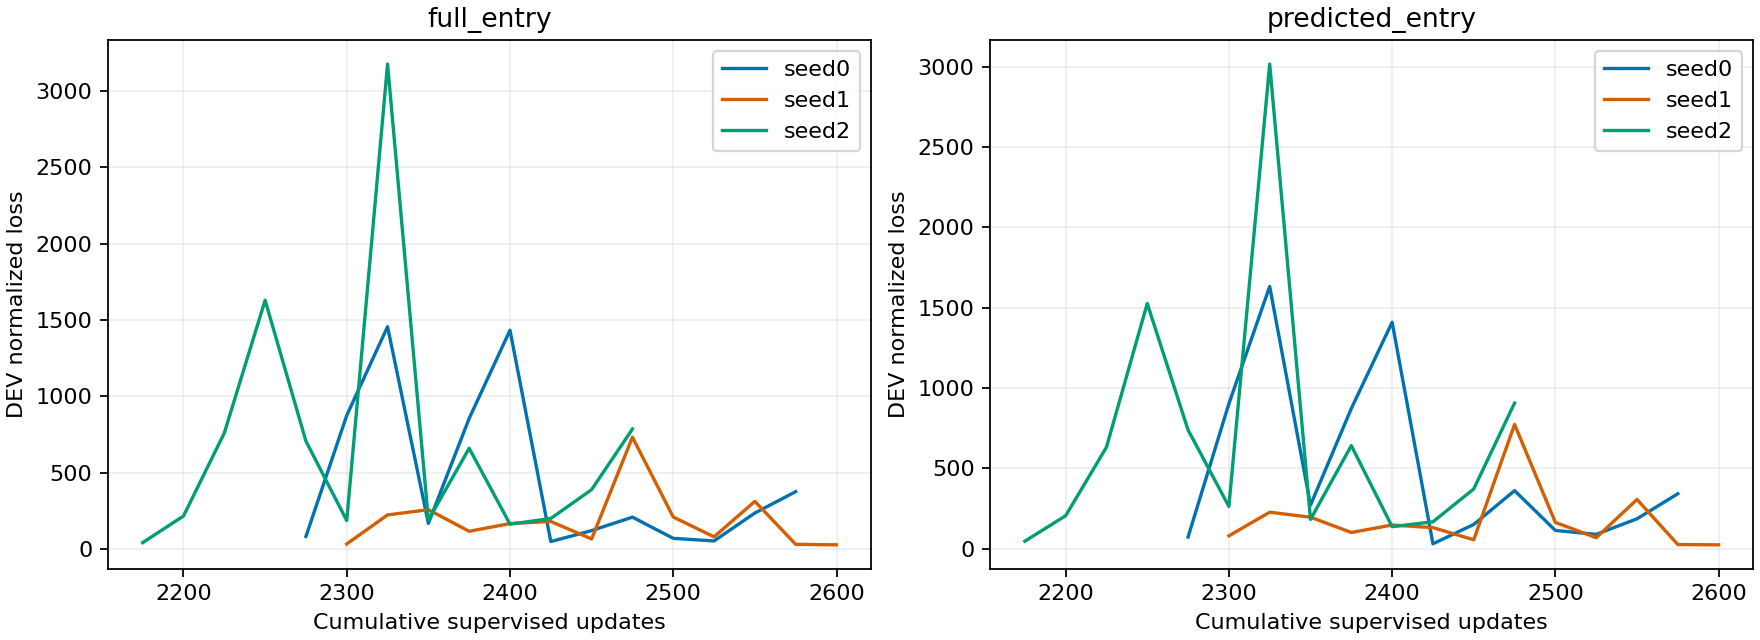 full_entry
DEV normalized loss
3000
2500
2000
1500
1000
500
0
2200
2300
2400
2500
2600
Cumulative supervised updates
seed0
seed1
seed2
predicted_entry
DEV normalized loss
3000
2500
2000
1500
1000
500
0
2200
2300
2400
2500
2600
Cumulative supervised updates
seed0
seed1
seed2